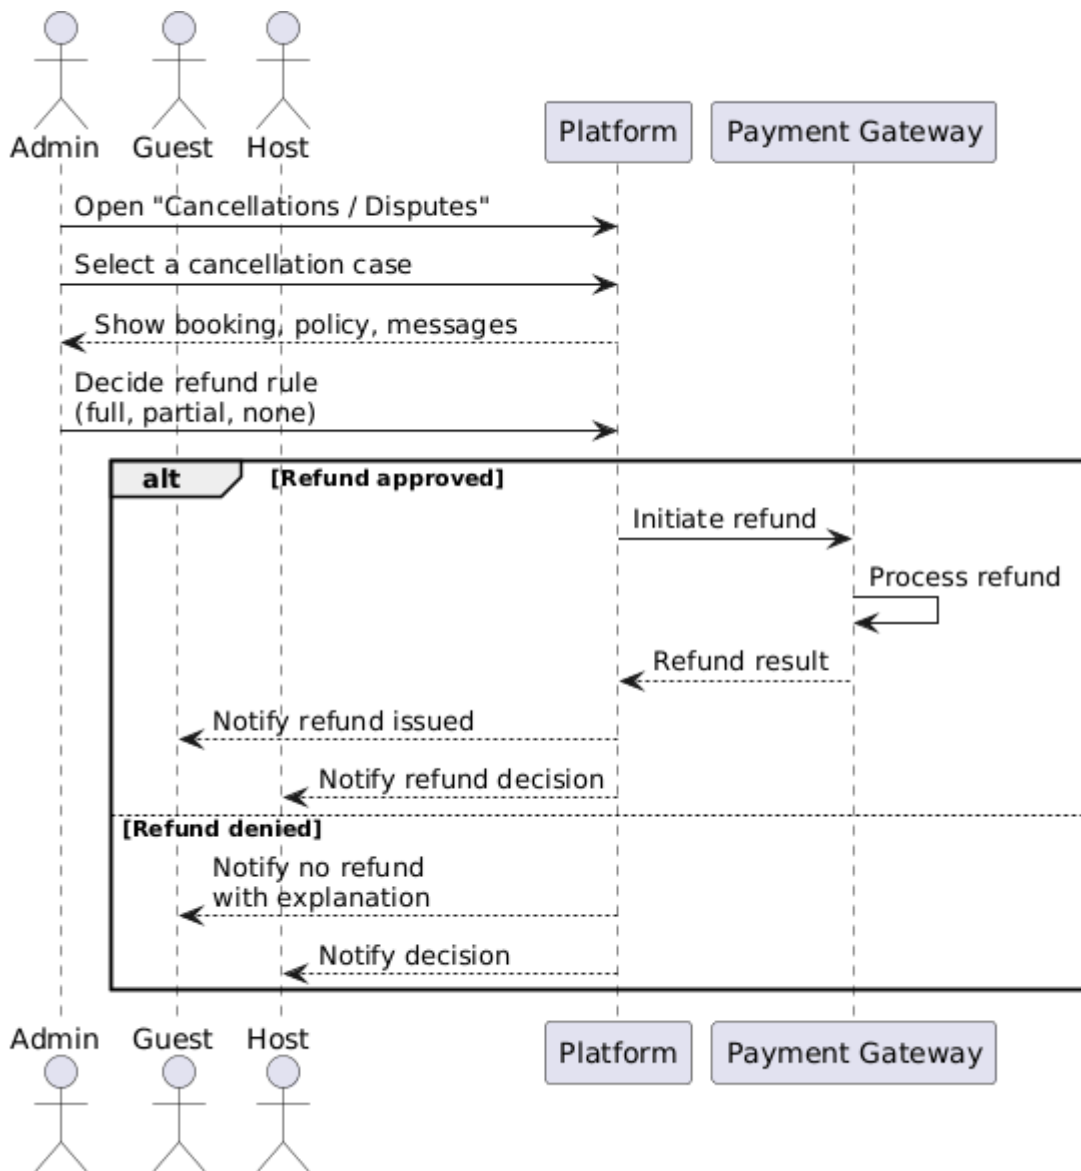 Admin Guest Host Platform Payment Gateway
Open "Cancellations / Disputes"
Select a cancellation case
Show booking, policy, messages
Decide refund rule
(full, partial, none)
alt [Refund approved]
Initiate refund
Process refund
Refund result
Notify refund issued
Notify refund decision
[Refund denied]
Notify no refund
with explanation
Notify decision
Admin Guest Host Platform Payment Gateway